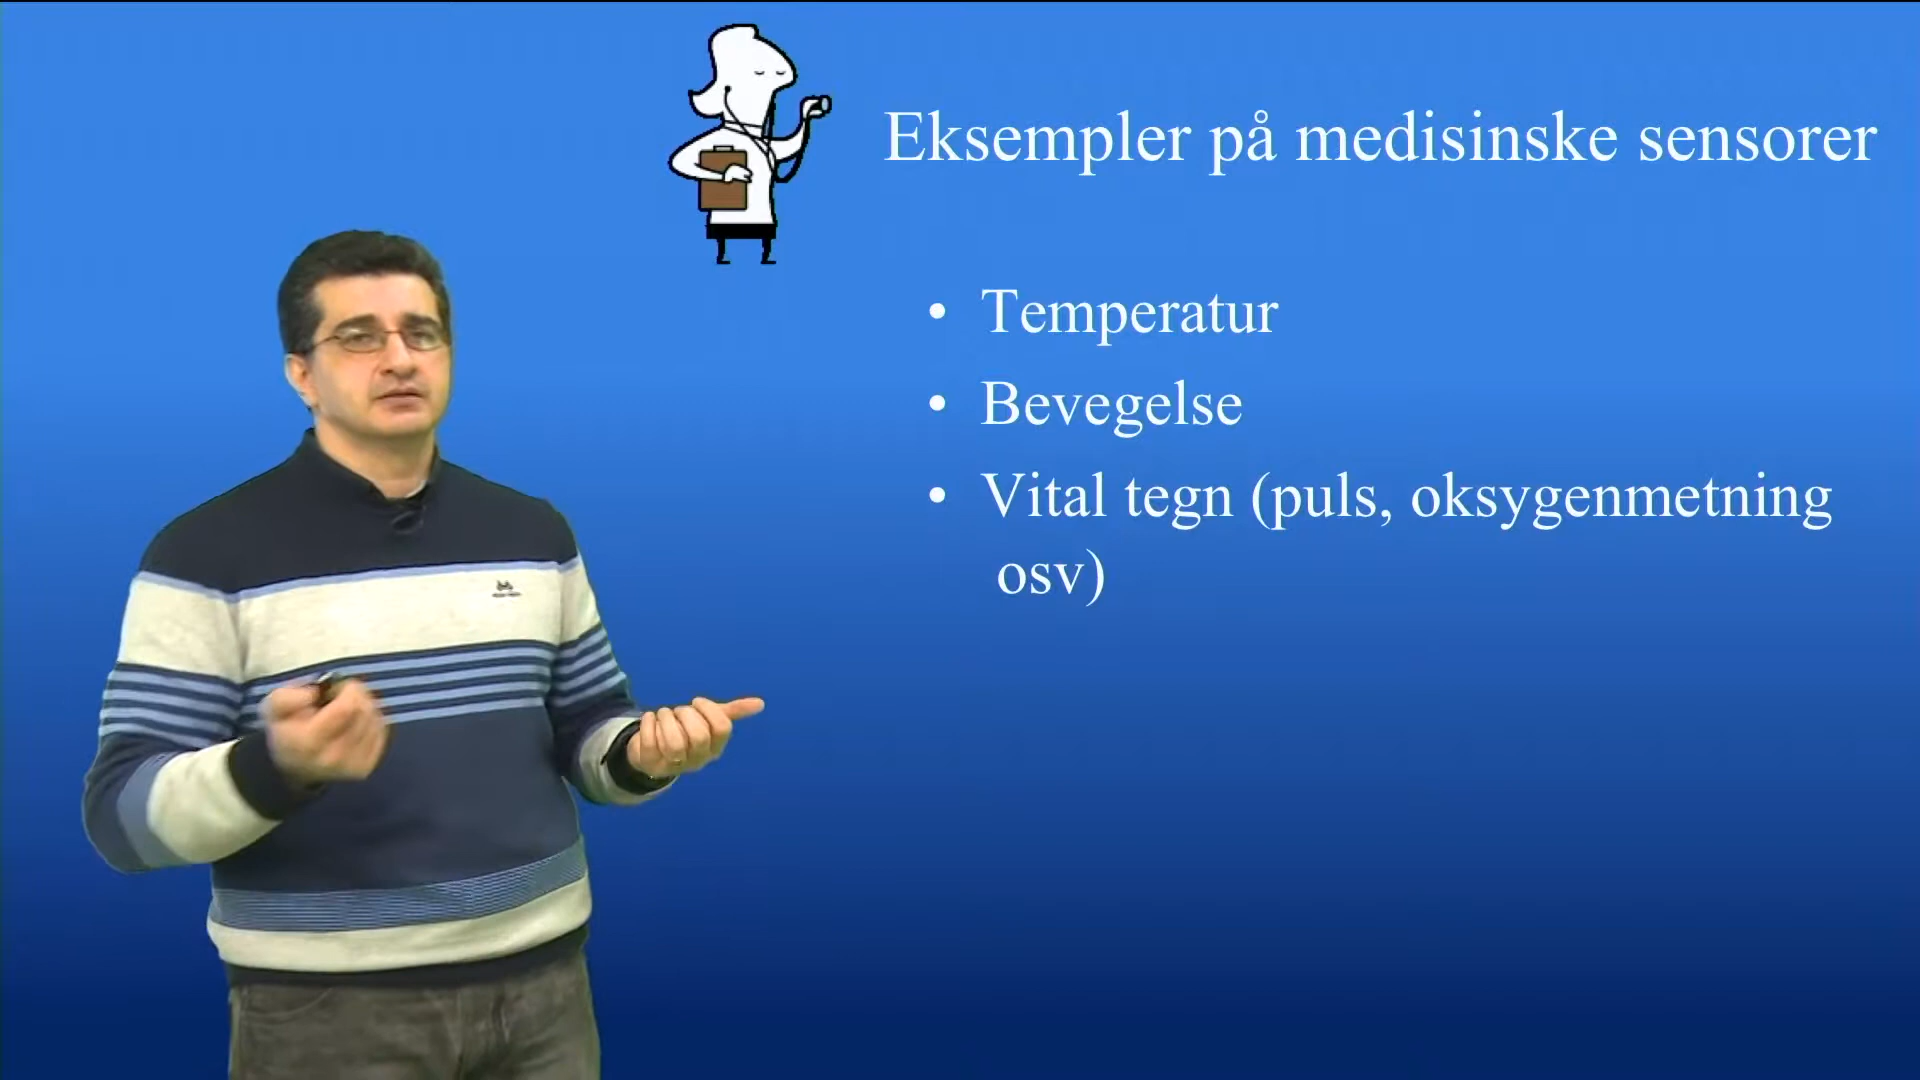 Eksempler på medisinske sensorer
• Temperatur
• Bevegelse
• Vital tegn (puls, oksygenmetning
osv)